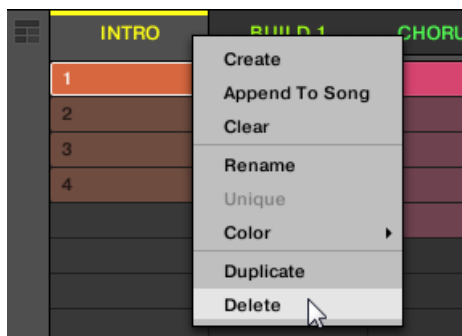 INTRO
BUILD 1
CHORU
1
2
3
4
Create
Append To Song
Clear
Rename
Unique
Color
Duplicate
Delete